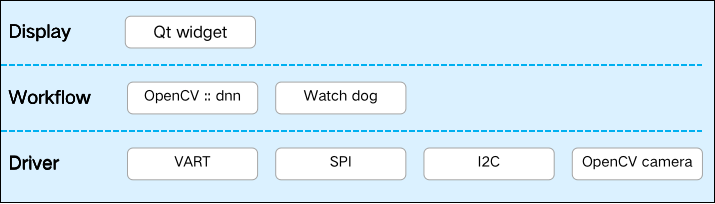 Display
Qt widget
Workflow
OpenCV :: dnn
Watch dog
Driver
VART
SPI
I2C
OpenCV camera